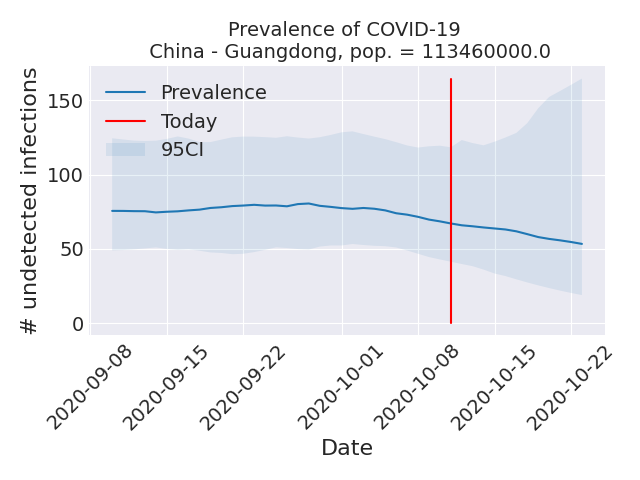 Prevalence of COVID-19
China - Guangdong, pop. = 113460000.0
# undetected infections
150
100
50
0
Prevalence
Today
95CI
2020-09-08
2020-09-15
2020-09-22
2020-10-01
2020-10-08
2020-10-15
2020-10-22
Date